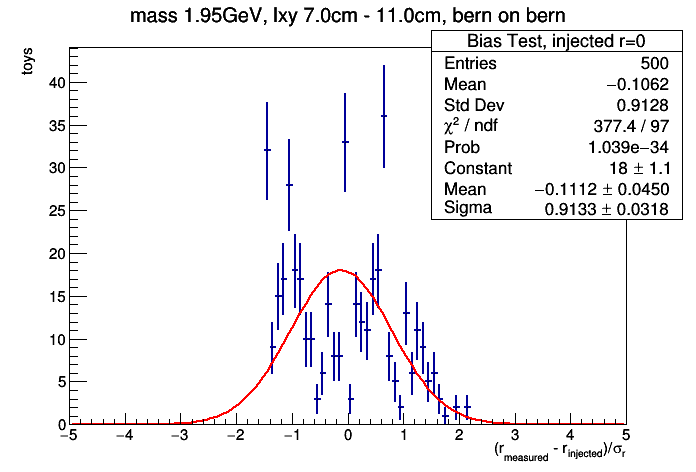 mass 1.95GeV, lxy 7.0cm - 11.0cm, bern on bern
toys
Bias Test, injected r=0
Entries 500
Mean −0.1062
Std Dev 0.9128
χ² / ndf 377.4 / 97
Prob 1.039e−34
Constant 18 ± 1.1
Mean −0.1112 ± 0.0450
Sigma 0.9133 ± 0.0318
40
35
30
25
20
15
10
5
0
−5 −4 −3 −2 −1 0 1 2 3 4 5
(r_measured - r_injected)/σ_r